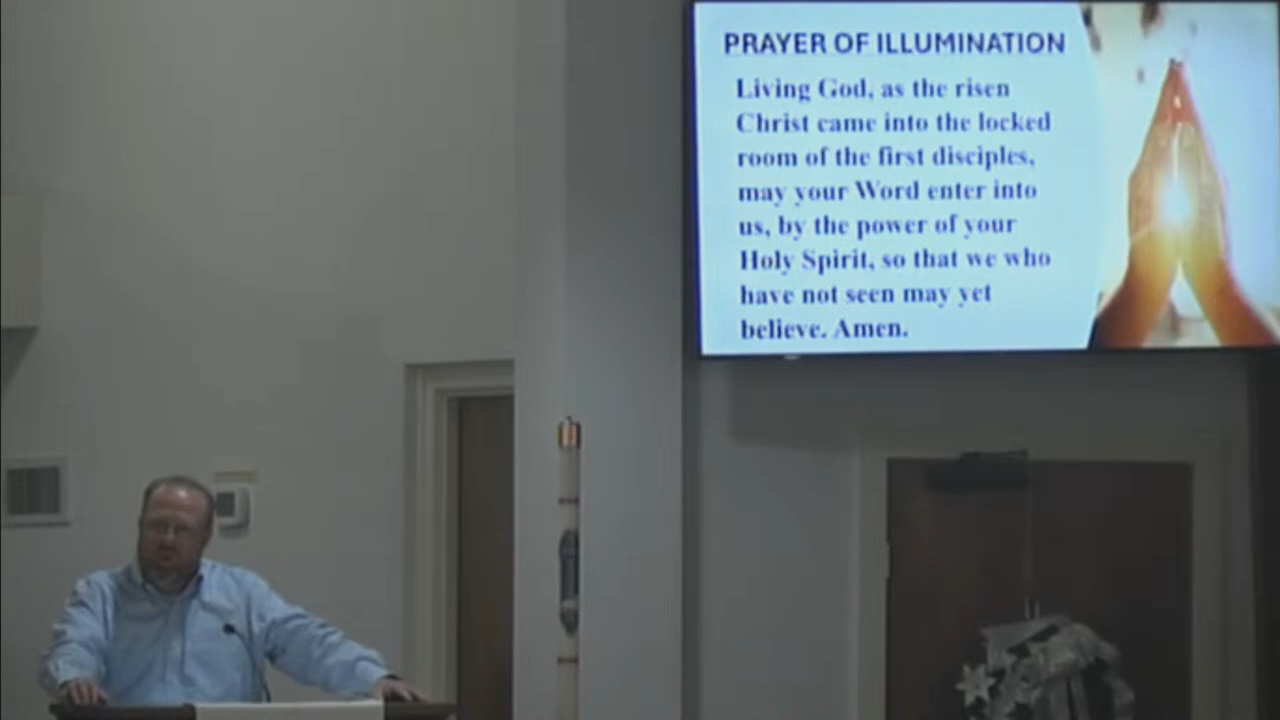 PRAYER OF ILLUMINATION
Living God, as the risen
Christ came into the locked
room of the first disciples,
may your Word enter into
us, by the power of your
Holy Spirit, so that we who
have not seen may yet
believe. Amen.